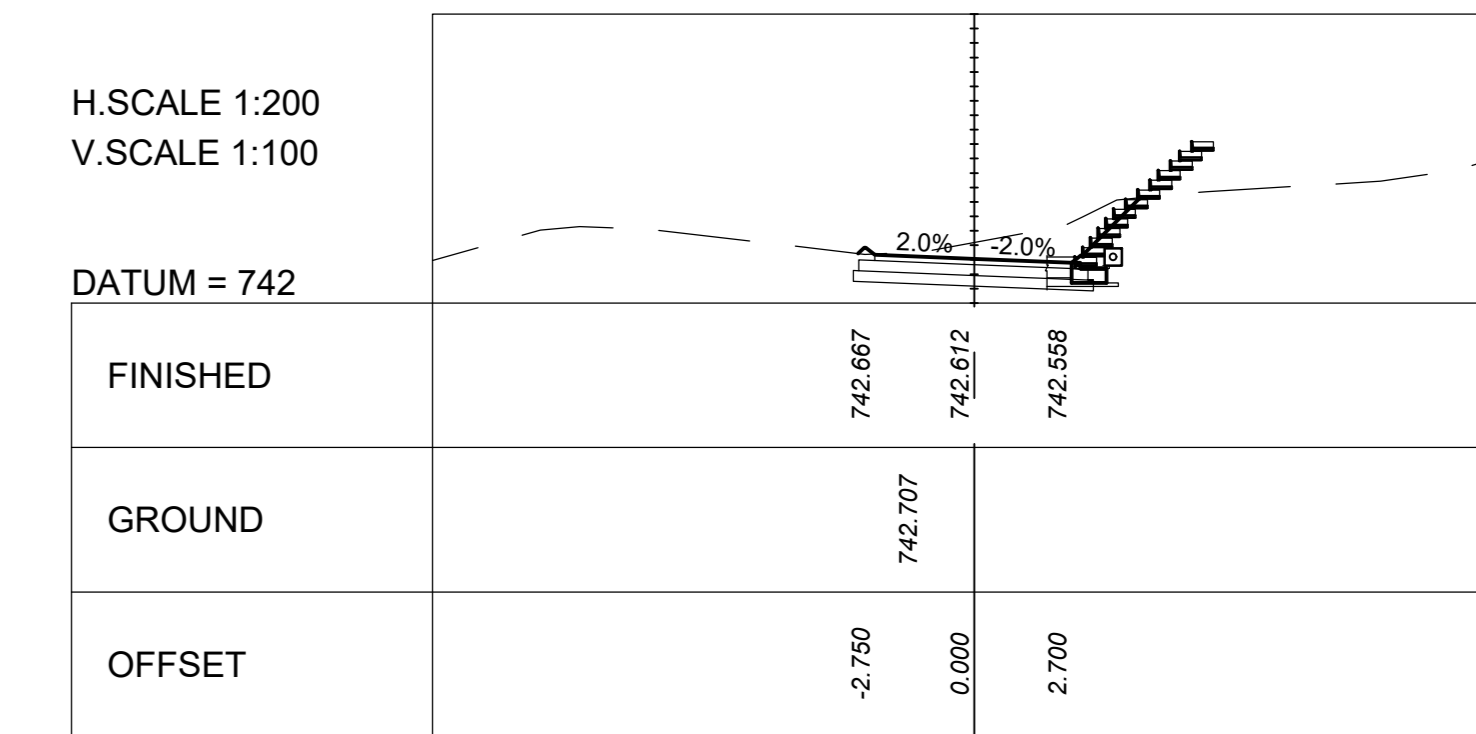 H.SCALE 1:200
V.SCALE 1:100
2.0% -2.0%
DATUM = 742
FINISHED 742.667 742.612 742.558
GROUND 742.707
OFFSET -2.750 0.000 2.700